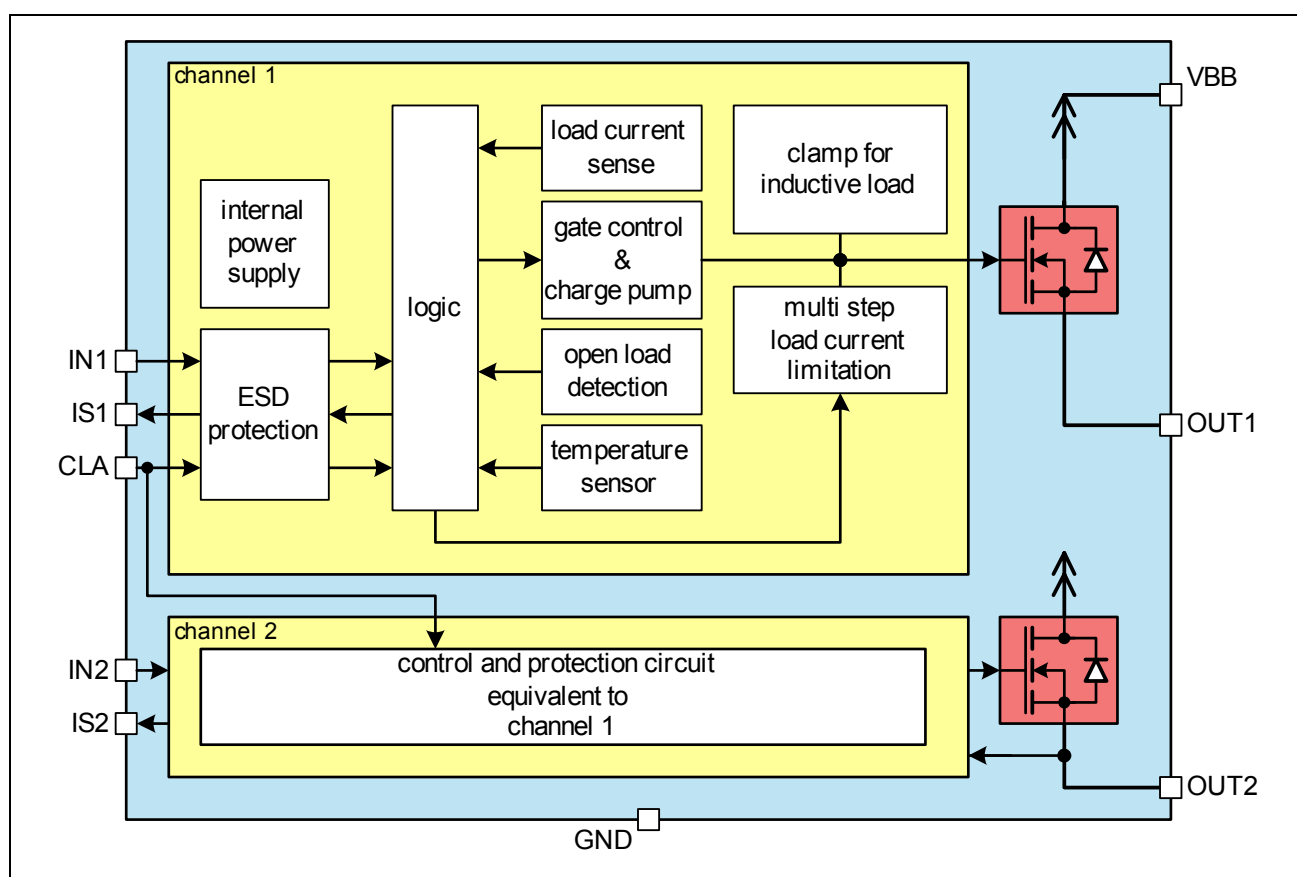 channel 1
VBB
load current
sense
clamp for
inductive load
internal
power
supply
gate control
&
charge pump
logic
multi step
load current
limitation
IN1
open load
detection
ESD
protection
IS1
OUT1
CLA
temperature
sensor
channel 2
IN2
control and protection circuit
equivalent to
channel 1
IS2
OUT2
GND